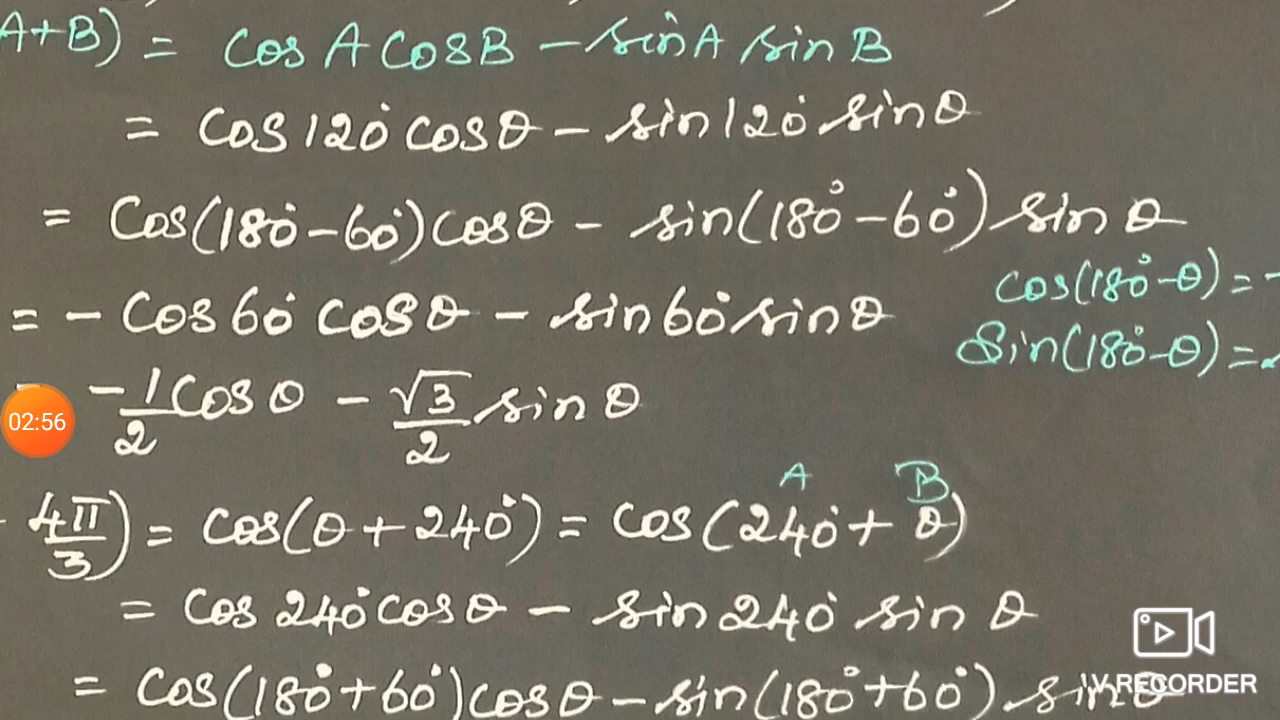 A+B) = cos A cos B - sin A sin B
= cos 120° cos θ - sin 120° sin θ
= cos(180° - 60°) cos θ - sin(180° - 60°) sin θ
cos(180° - θ) = -
= - cos 60° cos θ - sin 60° sin θ
sin(180° - θ) =
-1/2 cos θ - √3/2 sin θ
02:56
A B
4π/3) = cos(θ + 240°) = cos(240° + θ)
= cos 240° cos θ - sin 240° sin θ
= cos(180° + 60°) cos θ - sin(180° + 60°) sin θ
V RECORDER